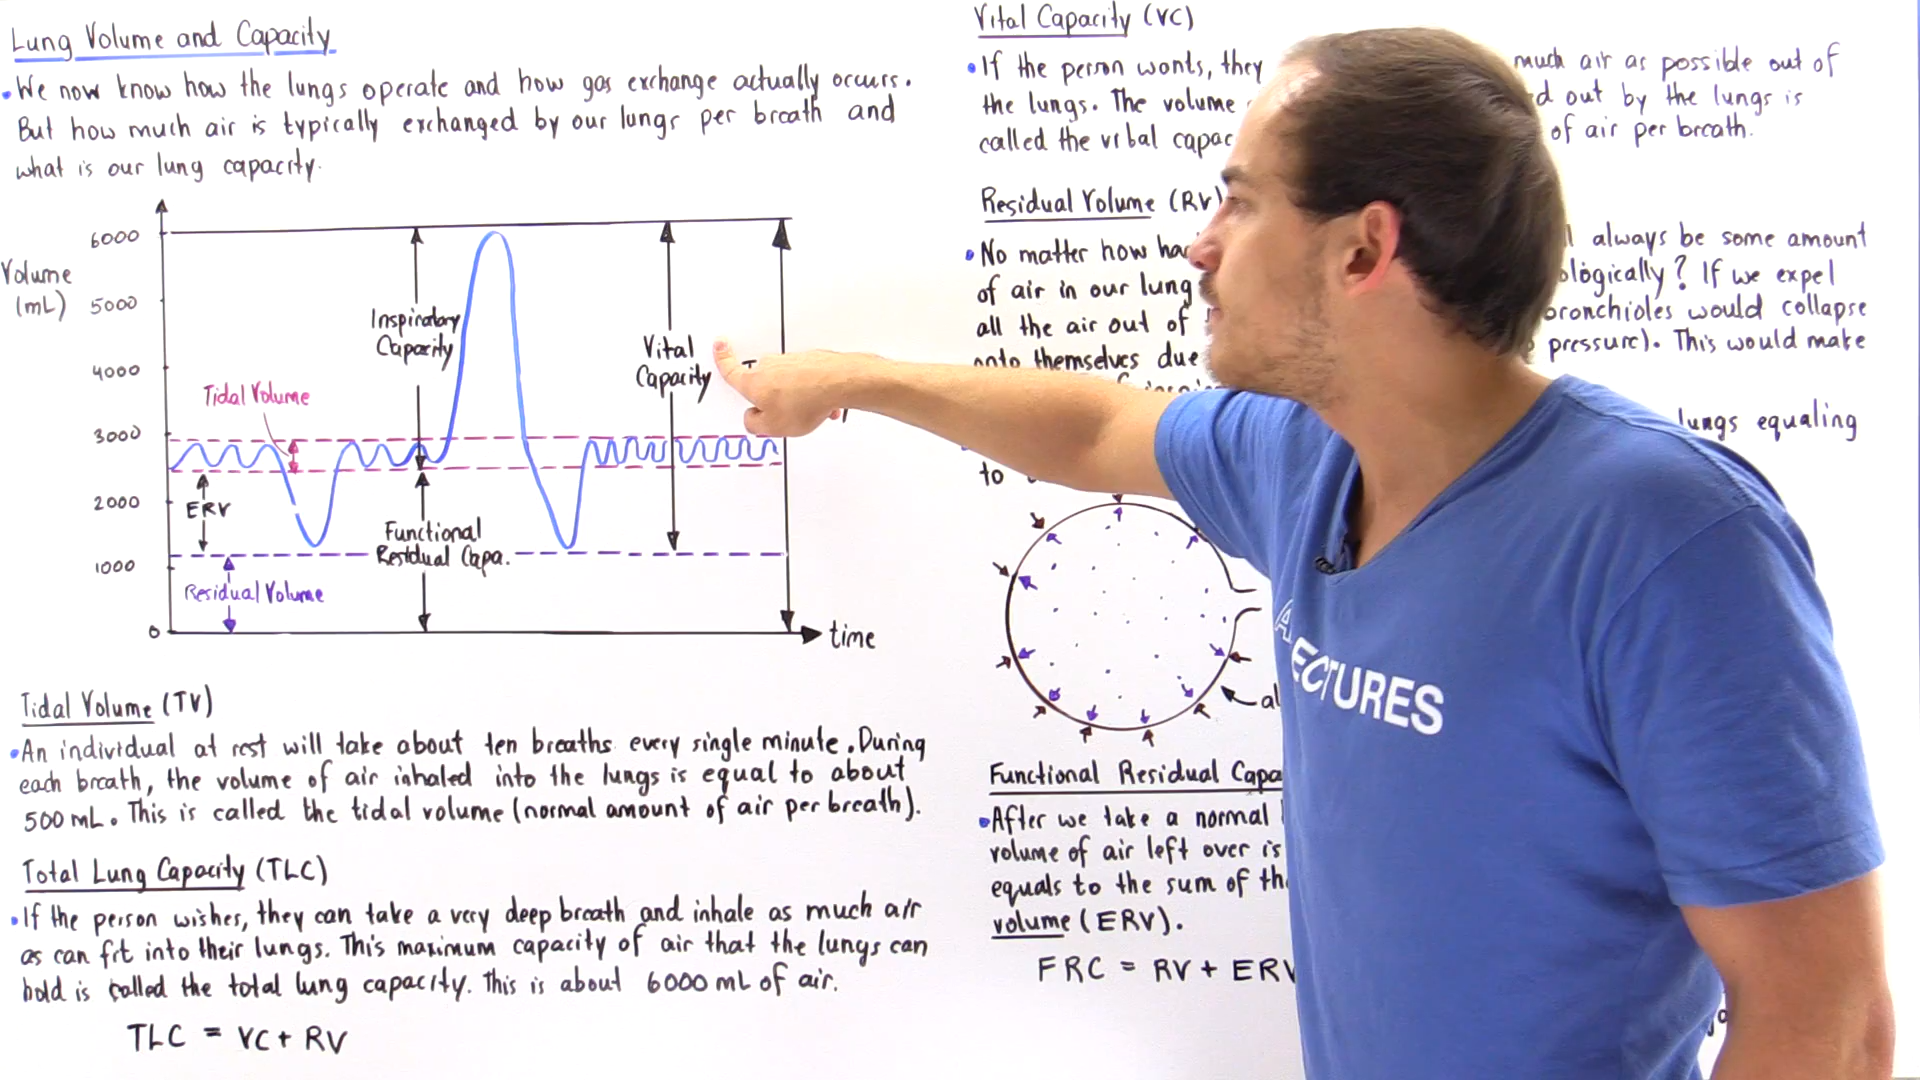 Lung Volume and Capacity
• We now know how the lungs operate and how gas exchange actually occurs.
But how much air is typically exchanged by our lungs per breath and
what is our lung capacity.
Volume
(mL)
6000
5000
4000
3000
2000
1000
0
Tidal Volume
ERV
Residual Volume
Inspiratory
Capacity
Functional
Residual Capa.
Vital
Capacity
time
Tidal Volume (TV)
• An individual at rest will take about ten breaths every single minute. During
each breath, the volume of air inhaled into the lungs is equal to about
500 mL. This is called the tidal volume (normal amount of air per breath).
Total Lung Capacity (TLC)
• If the person wishes, they can take a very deep breath and inhale as much air
as can fit into their lungs. This maximum capacity of air that the lungs can
hold is called the total lung capacity. This is about 6000 mL of air.
TLC = VC + RV
Vital Capacity (VC)
• If the person wants, they much air as possible out of
the lungs. The volume out by the lungs is
called the vital of air per breath.
Residual Volume (RV)
• No matter how always be some amount
of air in our lung If we expel
all the air out of bronchioles would collapse
onto themselves due pressure). This would make
lungs equaling
to
Functional Residual
• After we take a normal
volume of air left over is
equals to the sum of
volume (ERV).
FRC = RV + ERV
LECTURES